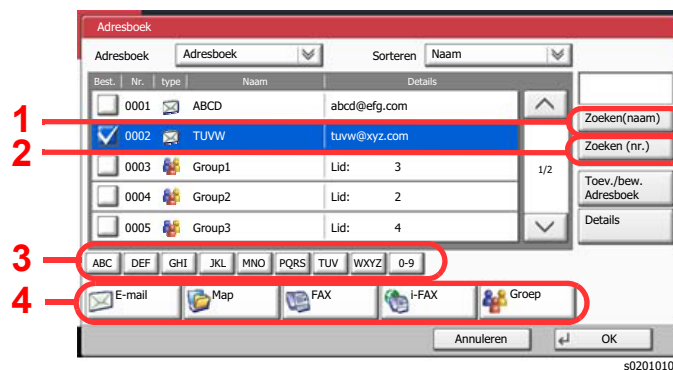 Adresboek
Adresboek Adresboek Sorteren Naam
Best. Nr. type Naam Details
0001 ABCD abcd@efg.com
1 Zoeken(naam)
0002 TUVW tuvw@xyz.com
2 Zoeken (nr.)
0003 Group1 Lid: 3 1/2
Toev./bew.
Adresboek
0004 Group2 Lid: 2
0005 Group3 Lid: 4 Details
3 ABC DEF GHI JKL MNO PQRS TUV WXYZ 0-9
4 E-mail Map FAX i-FAX Groep
Annuleren OK
s0201010